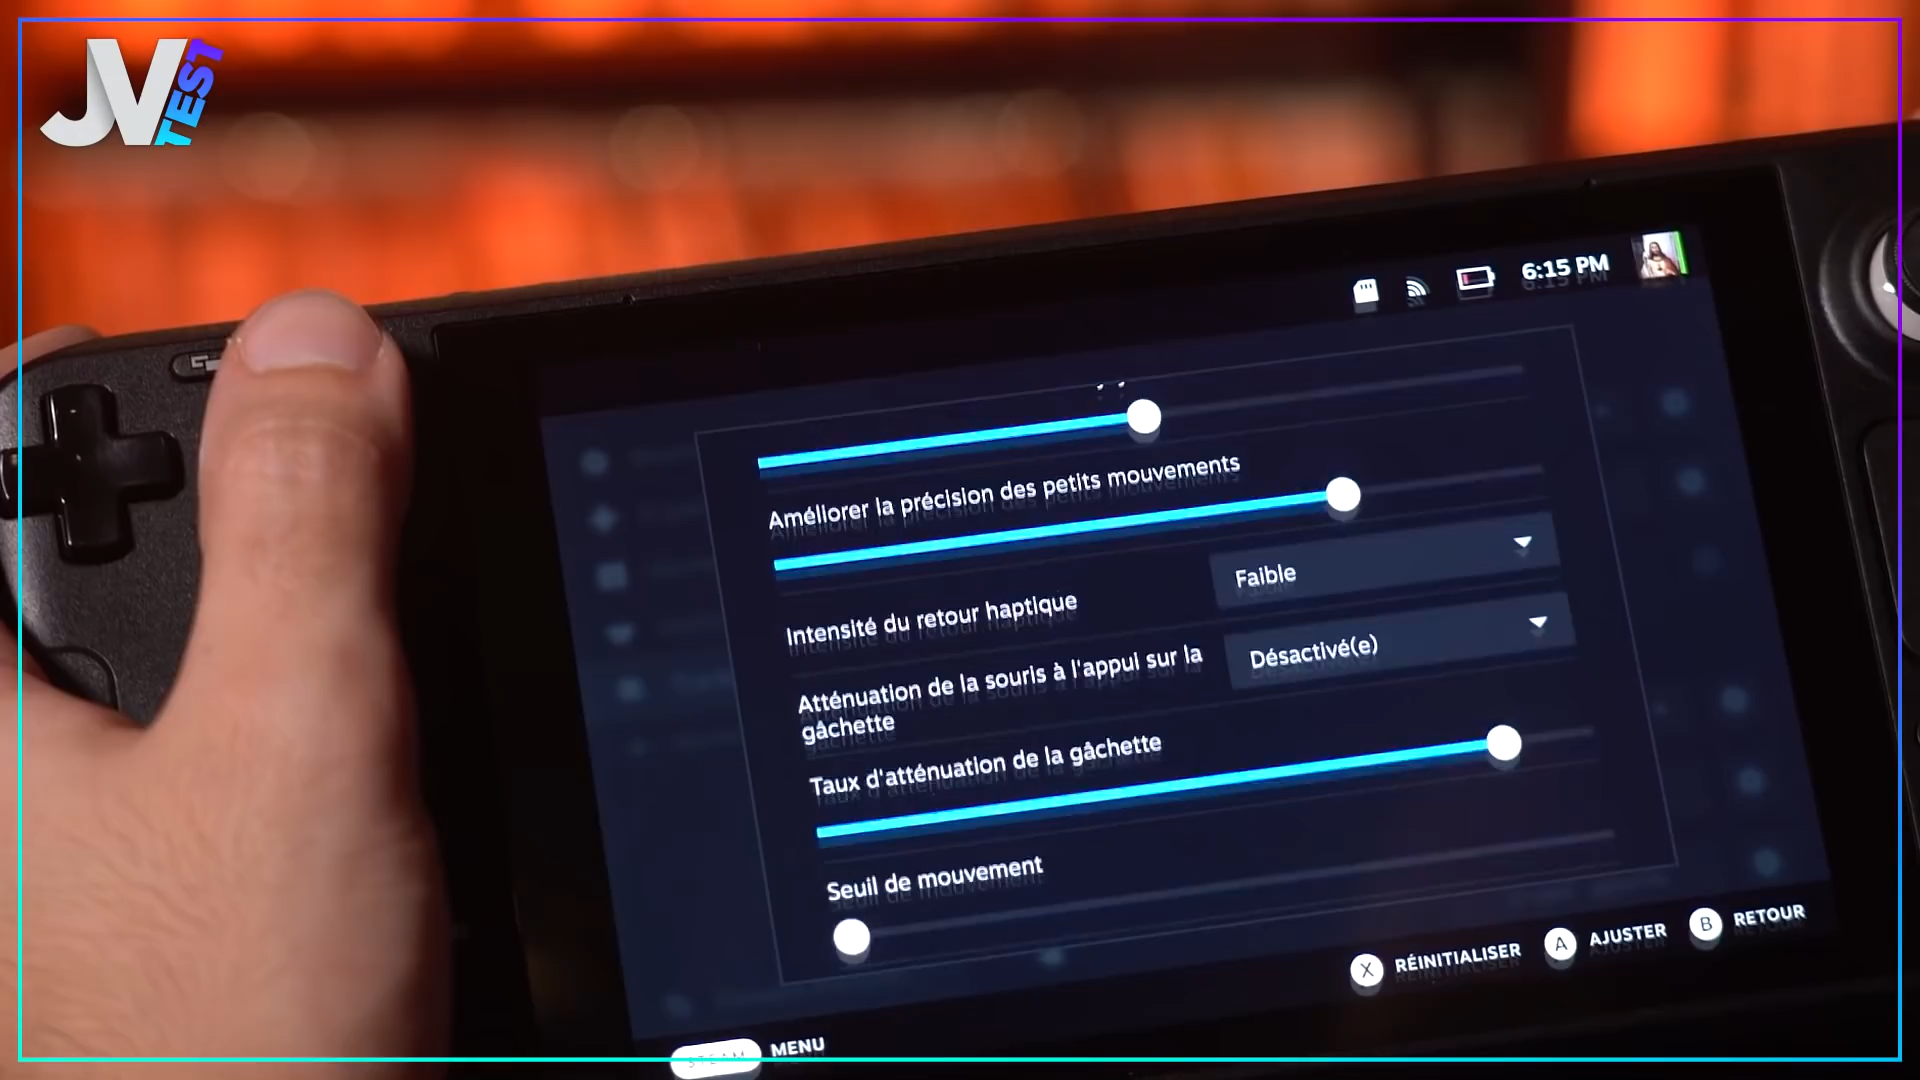 JV
TEST
6:15 PM
Améliorer la précision des petits mouvements
Intensité du retour haptique
Faible
Atténuation de la souris à l'appui sur la
gâchette
Désactivé(e)
Taux d'atténuation de la gâchette
Seuil de mouvement
X RÉINITIALISER A AJUSTER B RETOUR
STEAM MENU